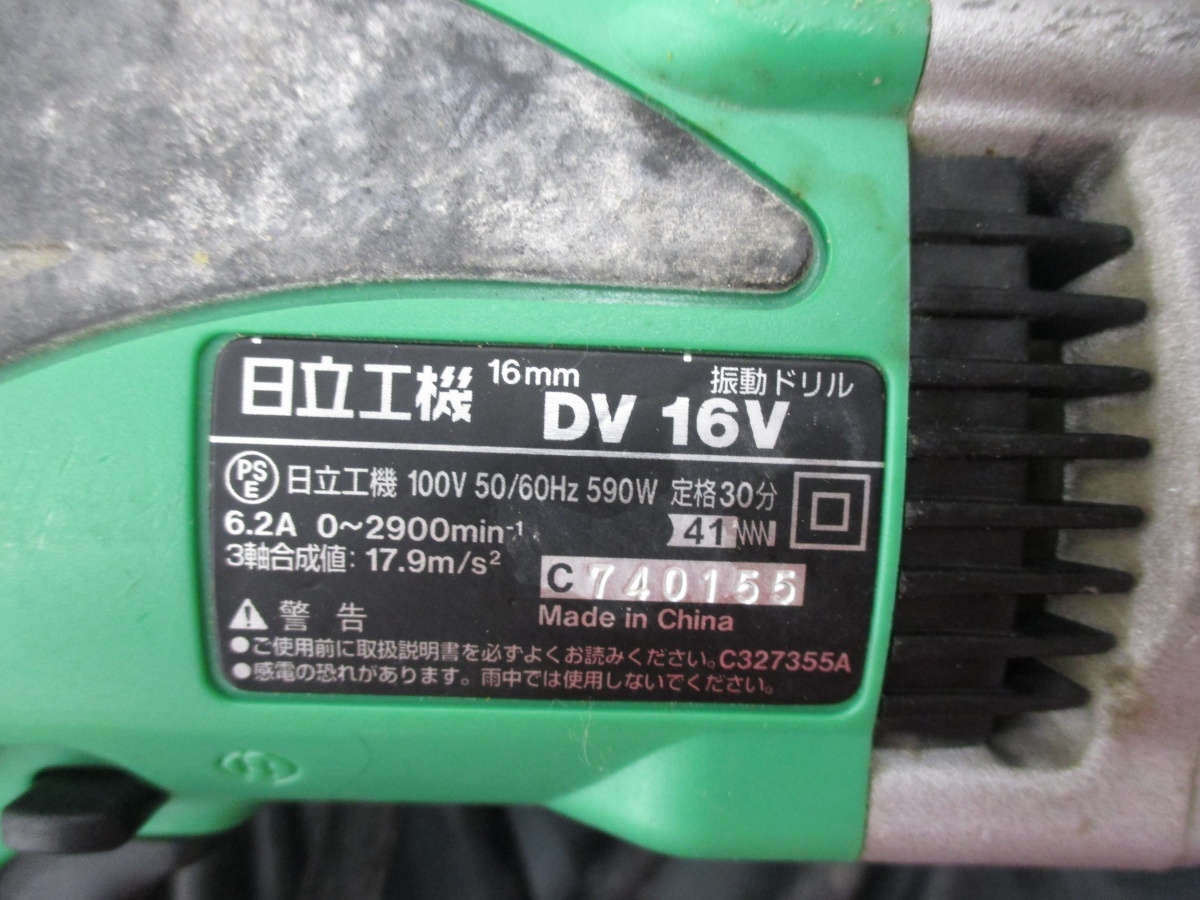 日立工機 16mm DV 16V 振動ドリル
PSE 日立工機 100V 50/60Hz 590W 定格30分
6.2A 0～2900min⁻¹ 41
3軸合成値: 17.9m/s²
C740155
Made in China
⚠警告
●ご使用前に取扱説明書を必ずよくお読みください。C327355A
●感電の恐れがあります。雨中では使用しないでください。